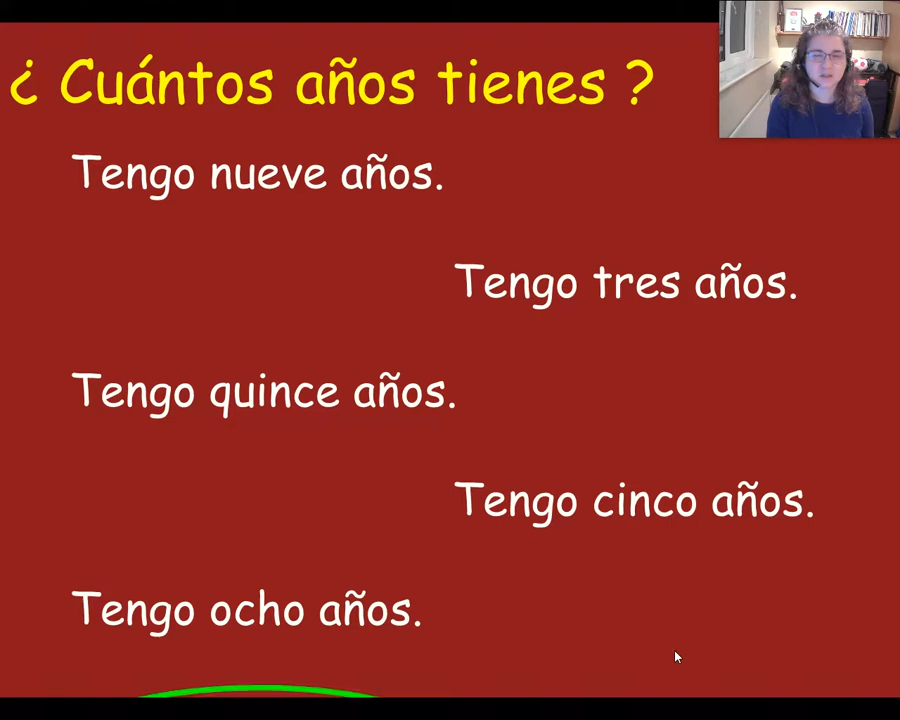 ¿ Cuántos años tienes ?
Tengo nueve años.
Tengo tres años.
Tengo quince años.
Tengo cinco años.
Tengo ocho años.